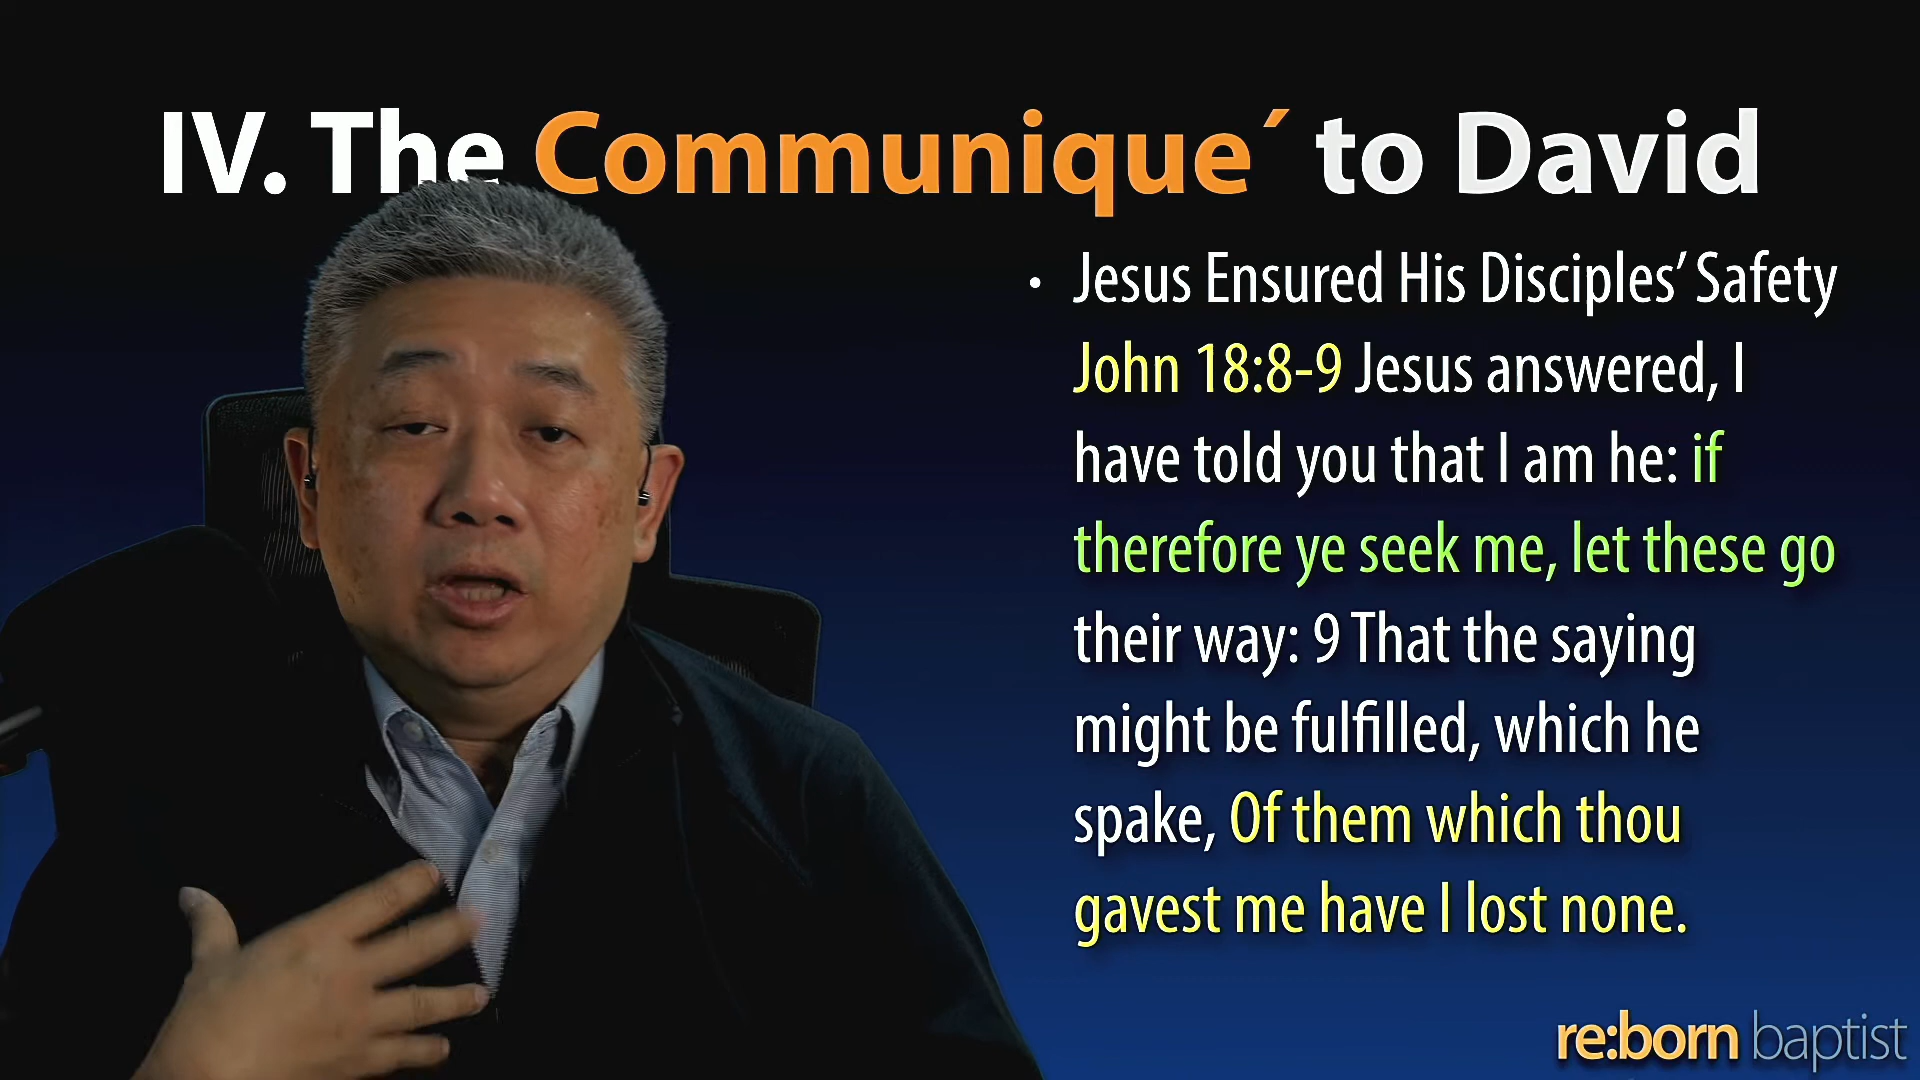 IV. The Communique´ to David
• Jesus Ensured His Disciples’ Safety
John 18:8-9 Jesus answered, I
have told you that I am he: if
therefore ye seek me, let these go
their way: 9 That the saying
might be fulfilled, which he
spake, Of them which thou
gavest me have I lost none.
re:born baptist